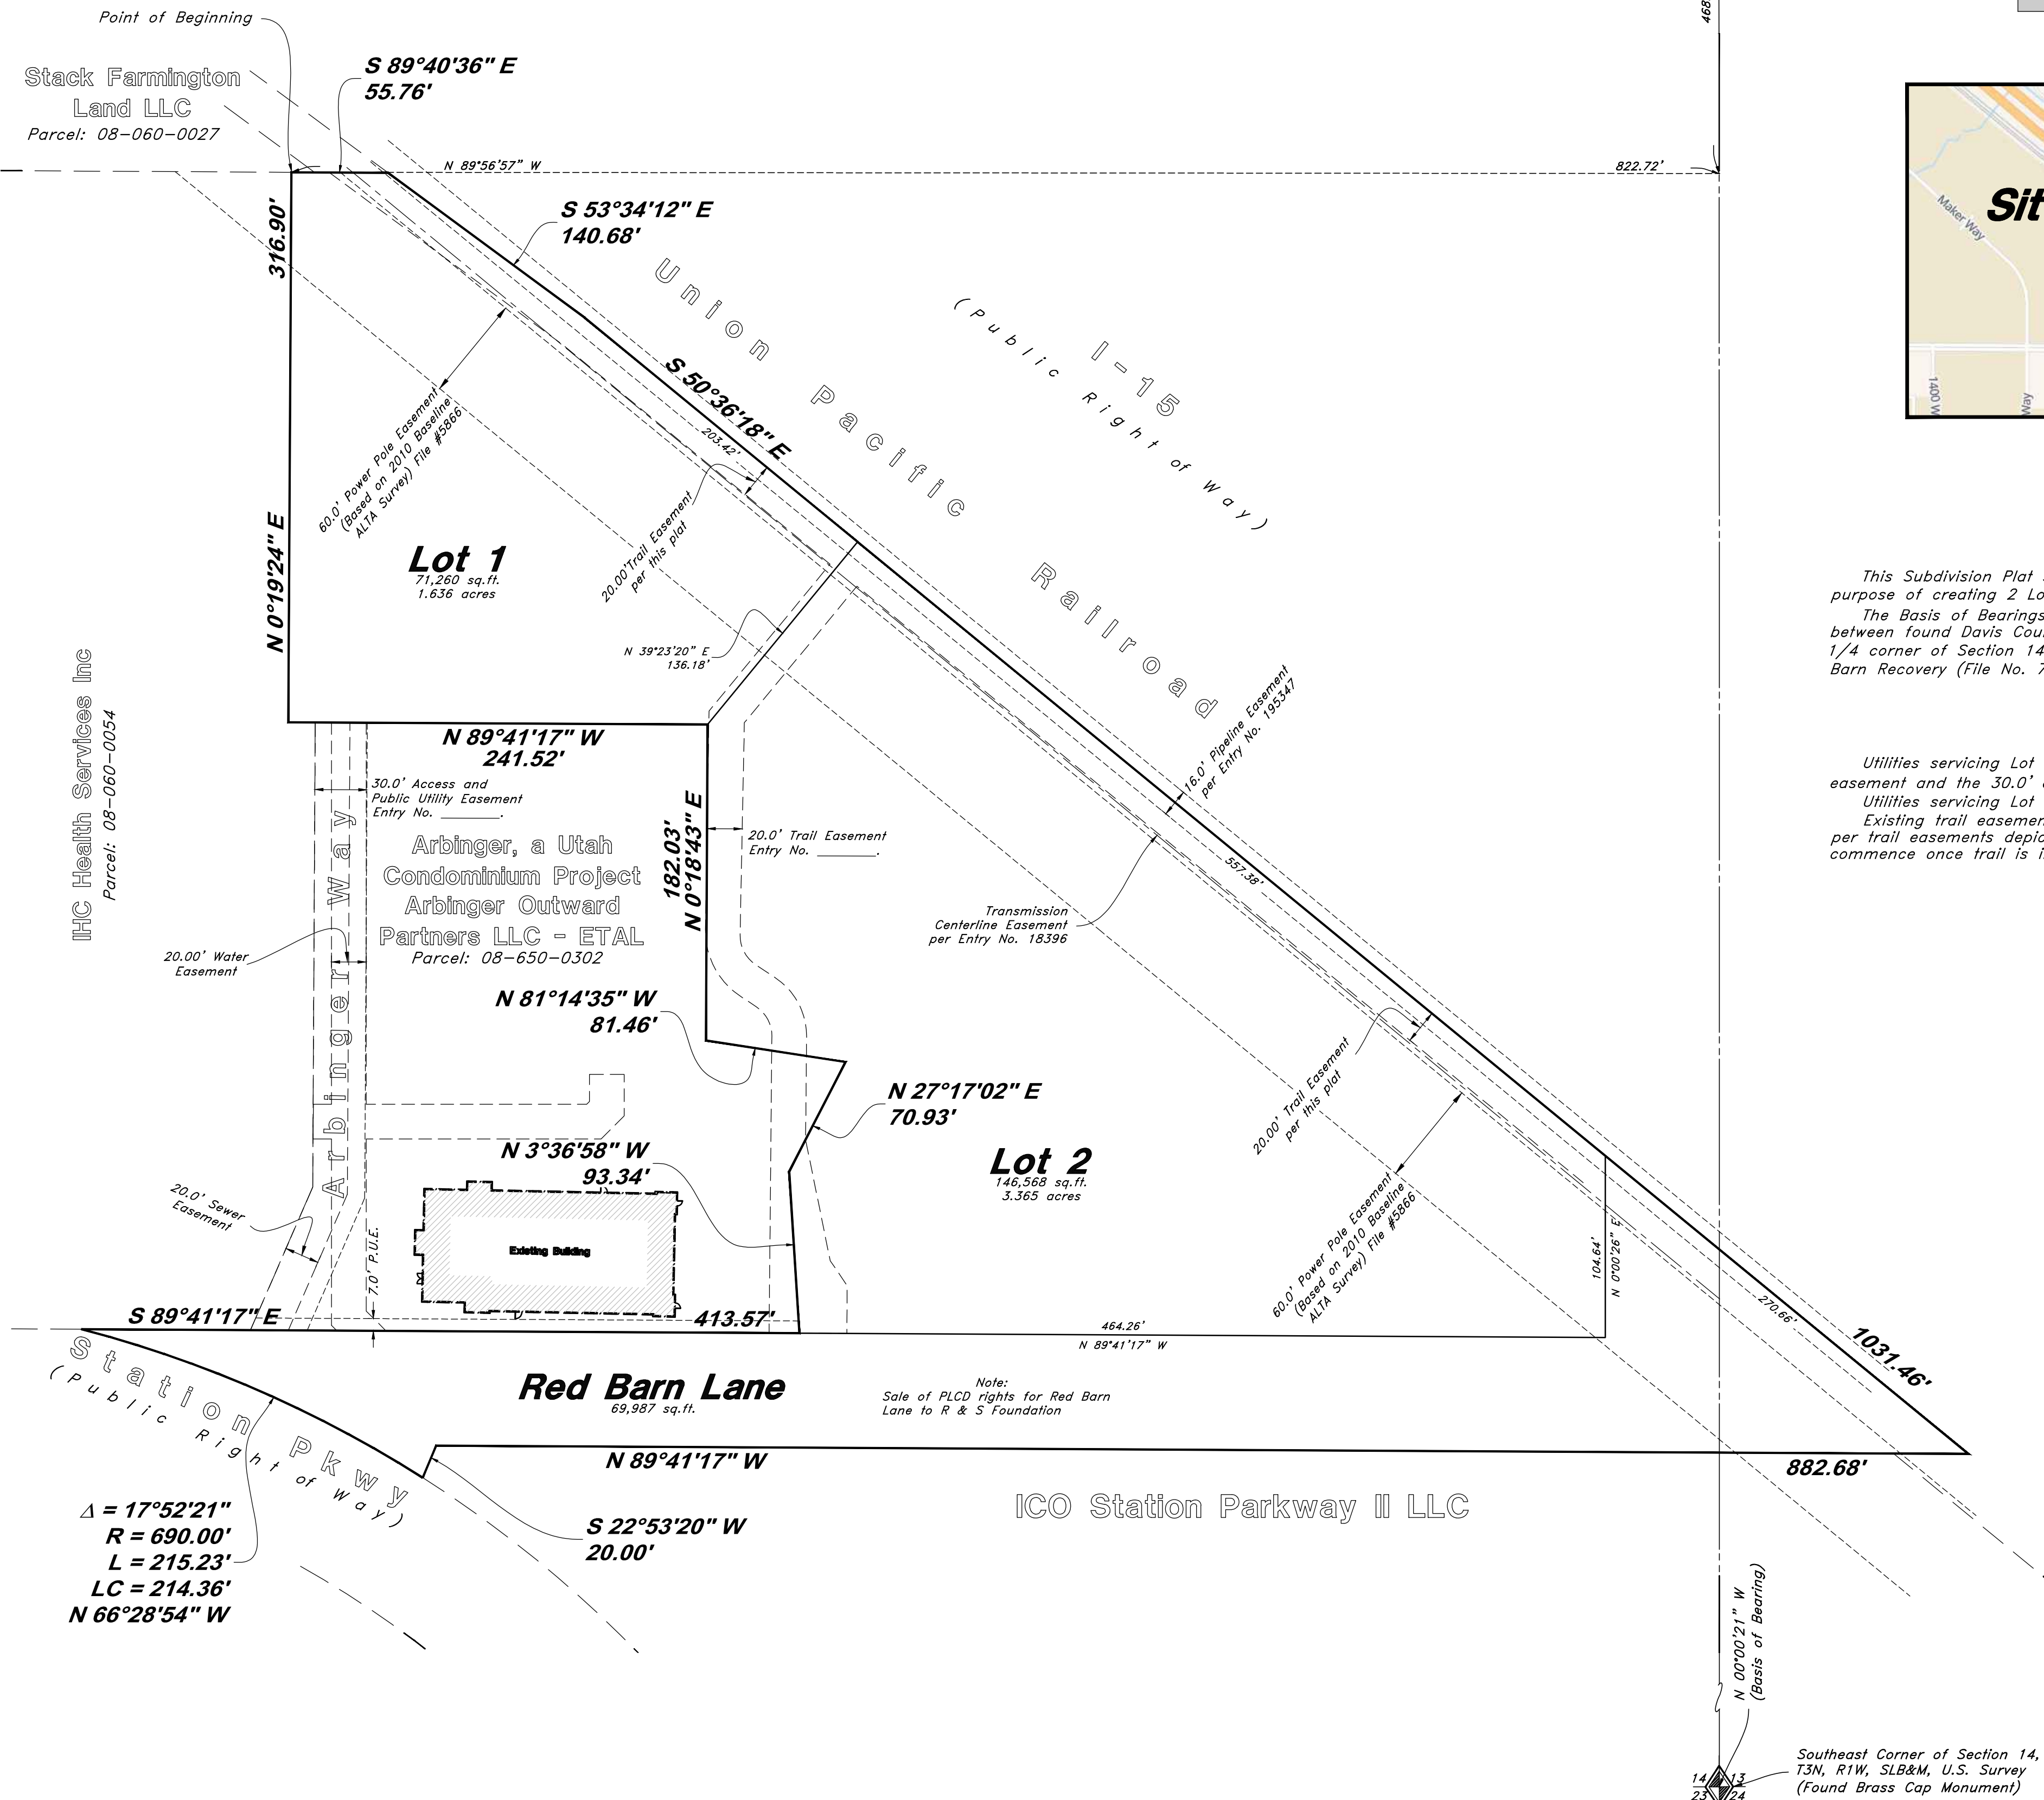 Point of Beginning
Stack Farmington
Land LLC
Parcel: 08-060-0027
S 89°40'36" E
55.76'
N 89°56'57" W
822.72'
468
S 53°34'12" E
140.68'
316.90'
N 0°19'24" E
Union Pacific Railroad
I-15
(Public Right of Way)
S 50°36'18" E
203.42'
60.0' Power Pole Easement
(Based on 2010 Baseline
ALTA Survey) File #5866
20.00' Trail Easement
per this plat
Lot 1
71,260 sq.ft.
1.636 acres
N 39°23'20" E
136.18'
Maker Way
Sit
1400 W
Way
This Subdivision Plat
purpose of creating 2 Lo
The Basis of Bearings
between found Davis Cou
1/4 corner of Section 14
Barn Recovery (File No. 7
Utilities servicing Lot
easement and the 30.0'
Utilities servicing Lot
Existing trail easemen
per trail easements depic
commence once trail is i
IHC Health Services Inc
Parcel: 08-060-0054
N 89°41'17" W
241.52'
30.0' Access and
Public Utility Easement
Entry No. ________.
Arbinger, a Utah
Condominium Project
Arbinger Outward
Partners LLC - ETAL
Parcel: 08-650-0302
182.03'
N 0°18'43" E
20.0' Trail Easement
Entry No. ________.
16.0' Pipeline Easement
per Entry No. 195347
557.38'
Transmission
Centerline Easement
per Entry No. 18396
20.00' Water
Easement
Arbinger Way
N 81°14'35" W
81.46'
N 27°17'02" E
70.93'
N 3°36'58" W
93.34'
Lot 2
146,568 sq.ft.
3.365 acres
20.00' Trail Easement
per this plat
60.0' Power Pole Easement
(Based on 2010 Baseline
ALTA Survey) File #5866
104.64'
N 0°00'26" E
20.0' Sewer
Easement
7.0' P.U.E.
Existing Building
270.66'
1031.46'
S 89°41'17" E
413.57'
464.26'
N 89°41'17" W
Station Pkwy
(Public Right of Way)
Red Barn Lane
69,987 sq.ft.
Note:
Sale of PLCD rights for Red Barn
Lane to R & S Foundation
N 89°41'17" W
882.68'
ICO Station Parkway II LLC
Δ = 17°52'21"
R = 690.00'
L = 215.23'
LC = 214.36'
N 66°28'54" W
S 22°53'20" W
20.00'
N 00°00'21" W
(Basis of Bearing)
14 13
23 24
Southeast Corner of Section 14,
T3N, R1W, SLB&M, U.S. Survey
(Found Brass Cap Monument)